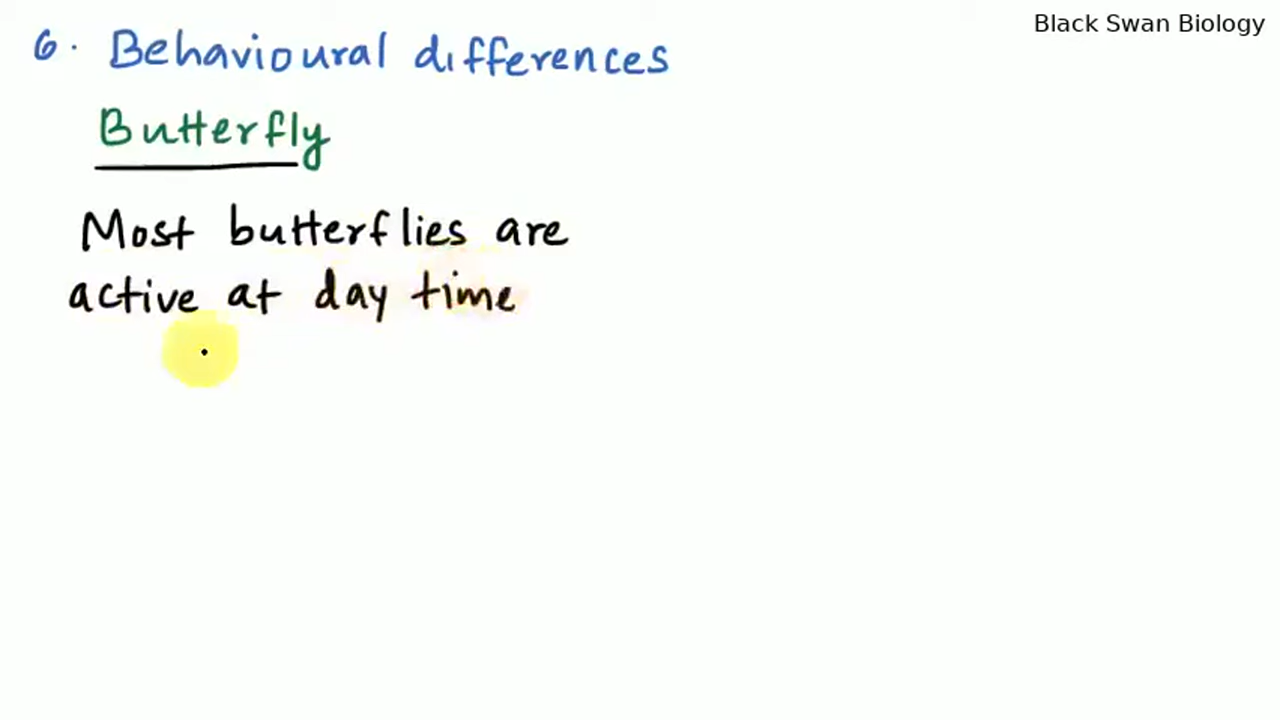 Black Swan Biology
6. Behavioural differences
Butterfly
Most butterflies are
active at day time